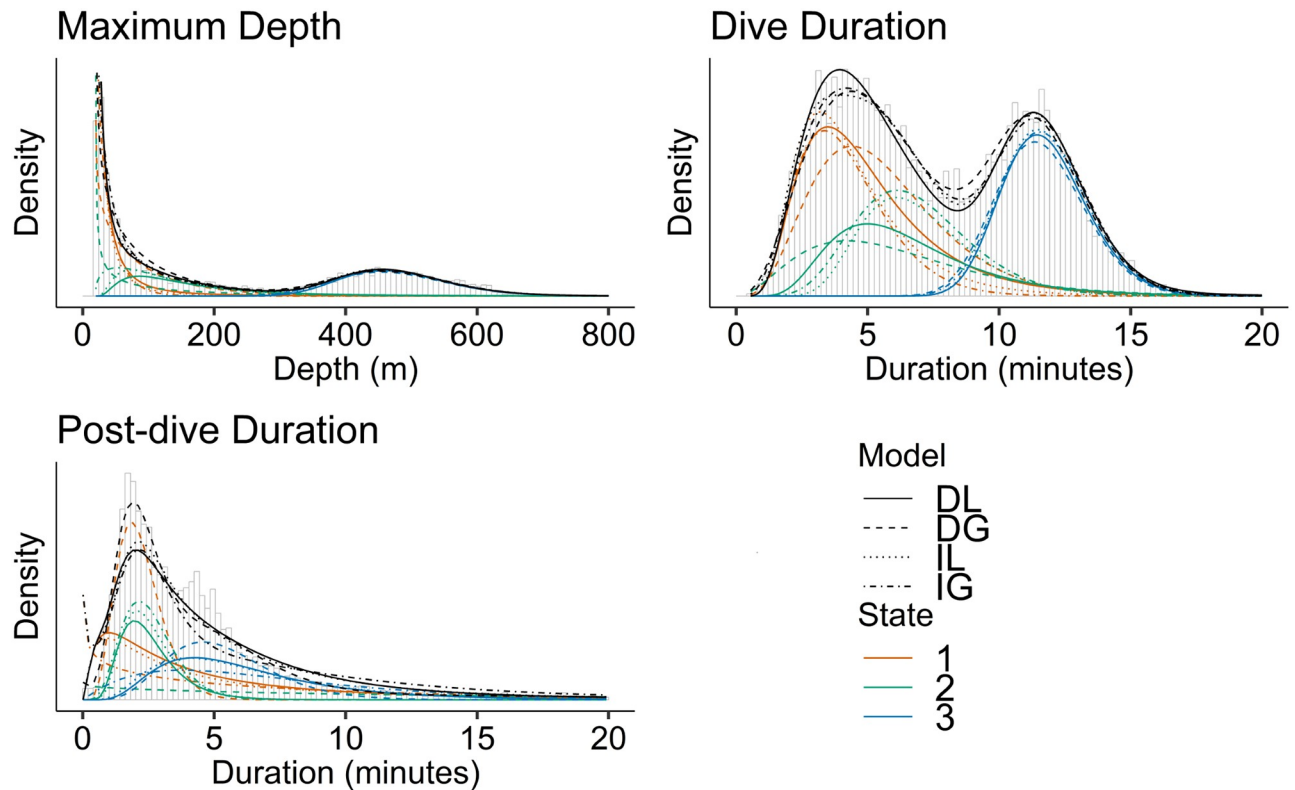 Maximum Depth
Density
0 200 400 600 800
Depth (m)
Dive Duration
Density
0 5 10 15 20
Duration (minutes)
Post-dive Duration
Density
0 5 10 15 20
Duration (minutes)
Model
DL
DG
IL
IG
State
1
2
3